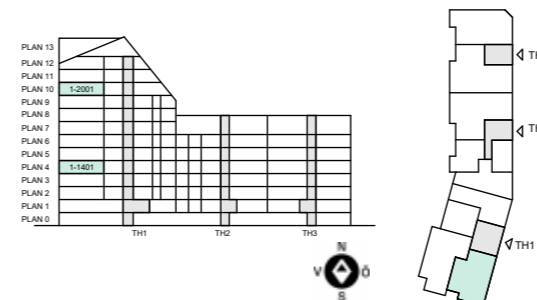 PLAN 13
PLAN 12
PLAN 11
PLAN 10 1-2001
PLAN 9
PLAN 8
PLAN 7
PLAN 6
PLAN 5
PLAN 4 1-1401
PLAN 3
PLAN 2
PLAN 1
PLAN 0
TH1 TH2 TH3
N
V Ö
S
TH1